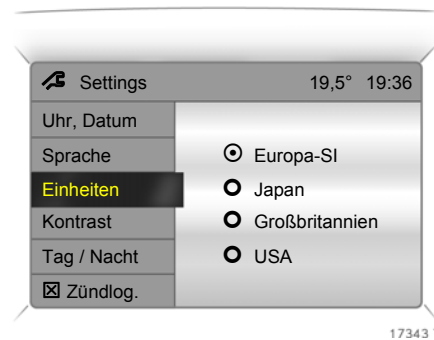 Settings 19,5° 19:36
Uhr, Datum
Sprache
Einheiten
Kontrast
Tag / Nacht
Zündlog.
Europa-SI
Japan
Großbritannien
USA
17343